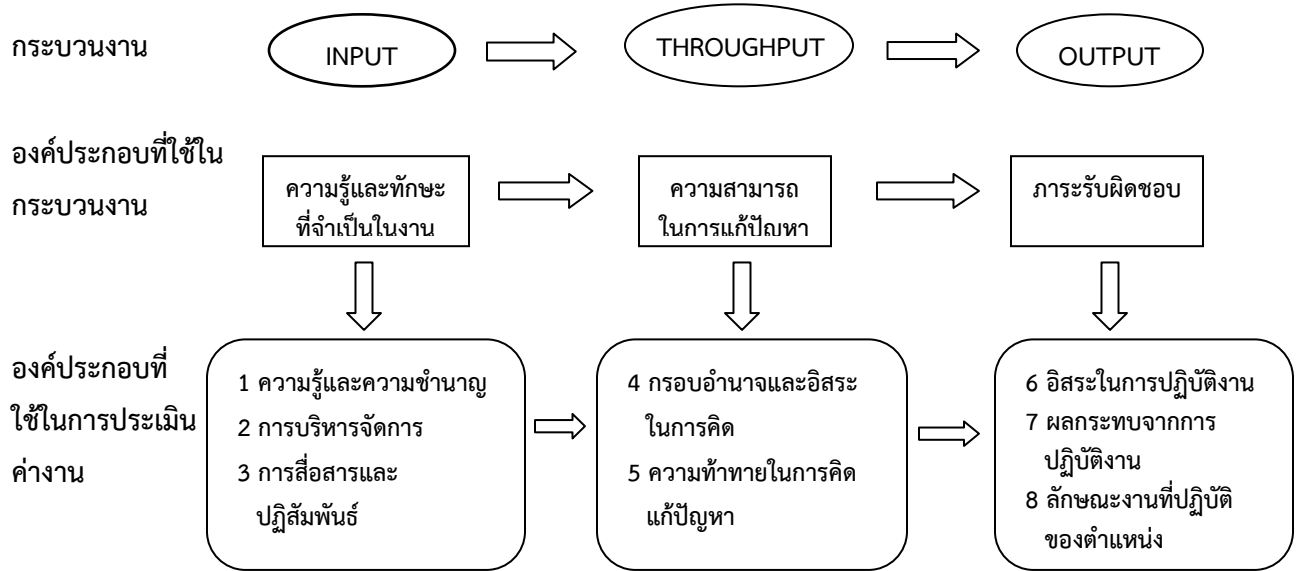 กระบวนงาน
INPUT
THROUGHPUT
OUTPUT
องค์ประกอบที่ใช้ใน
กระบวนงาน
ความรู้และทักษะ
ที่จำเป็นในงาน
ความสามารถ
ในการแก้ปัญหา
ภาระรับผิดชอบ
องค์ประกอบที่
ใช้ในการประเมิน
ค่างาน
1 ความรู้และความชำนาญ
2 การบริหารจัดการ
3 การสื่อสารและ
ปฏิสัมพันธ์
4 กรอบอำนาจและอิสระ
ในการคิด
5 ความท้าทายในการคิด
แก้ปัญหา
6 อิสระในการปฏิบัติงาน
7 ผลกระทบจากการ
ปฏิบัติงาน
8 ลักษณะงานที่ปฏิบัติ
ของตำแหน่ง